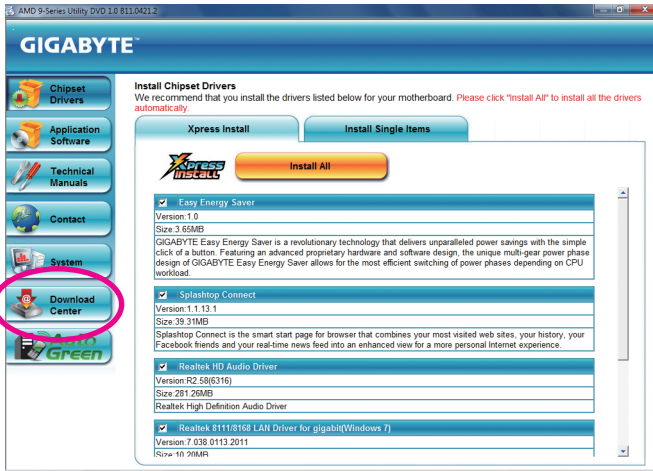 AMD 9-Series Utility DVD 1.0 B11.0421.2
GIGABYTE™
Chipset
Drivers
Application
Software
Technical
Manuals
Contact
System
Download
Center
Auto
Green
Install Chipset Drivers
We recommend that you install the drivers listed below for your motherboard. Please click "Install All" to install all the drivers
automatically.
Xpress Install
Install Single Items
Xpress
Install
Install All
Easy Energy Saver
Version:1.0
Size:3.65MB
GIGABYTE Easy Energy Saver is a revolutionary technology that delivers unparalleled power savings with the simple
click of a button. Featuring an advanced proprietary hardware and software design, the unique multi-gear power phase
design of GIGABYTE Easy Energy Saver allows for the most efficient switching of power phases depending on CPU
workload.
Splashtop Connect
Version:1.1.13.1
Size:39.31MB
Splashtop Connect is the smart start page for browser that combines your most visited web sites, your history, your
Facebook friends and your real-time news feed into an enhanced view for a more personal Internet experience.
Realtek HD Audio Driver
Version:R2.58(6316)
Size:281.26MB
Realtek High Definition Audio Driver
Realtek 8111/8168 LAN Driver for gigabit(Windows 7)
Version:7.038.0113.2011
Size:10.20MB